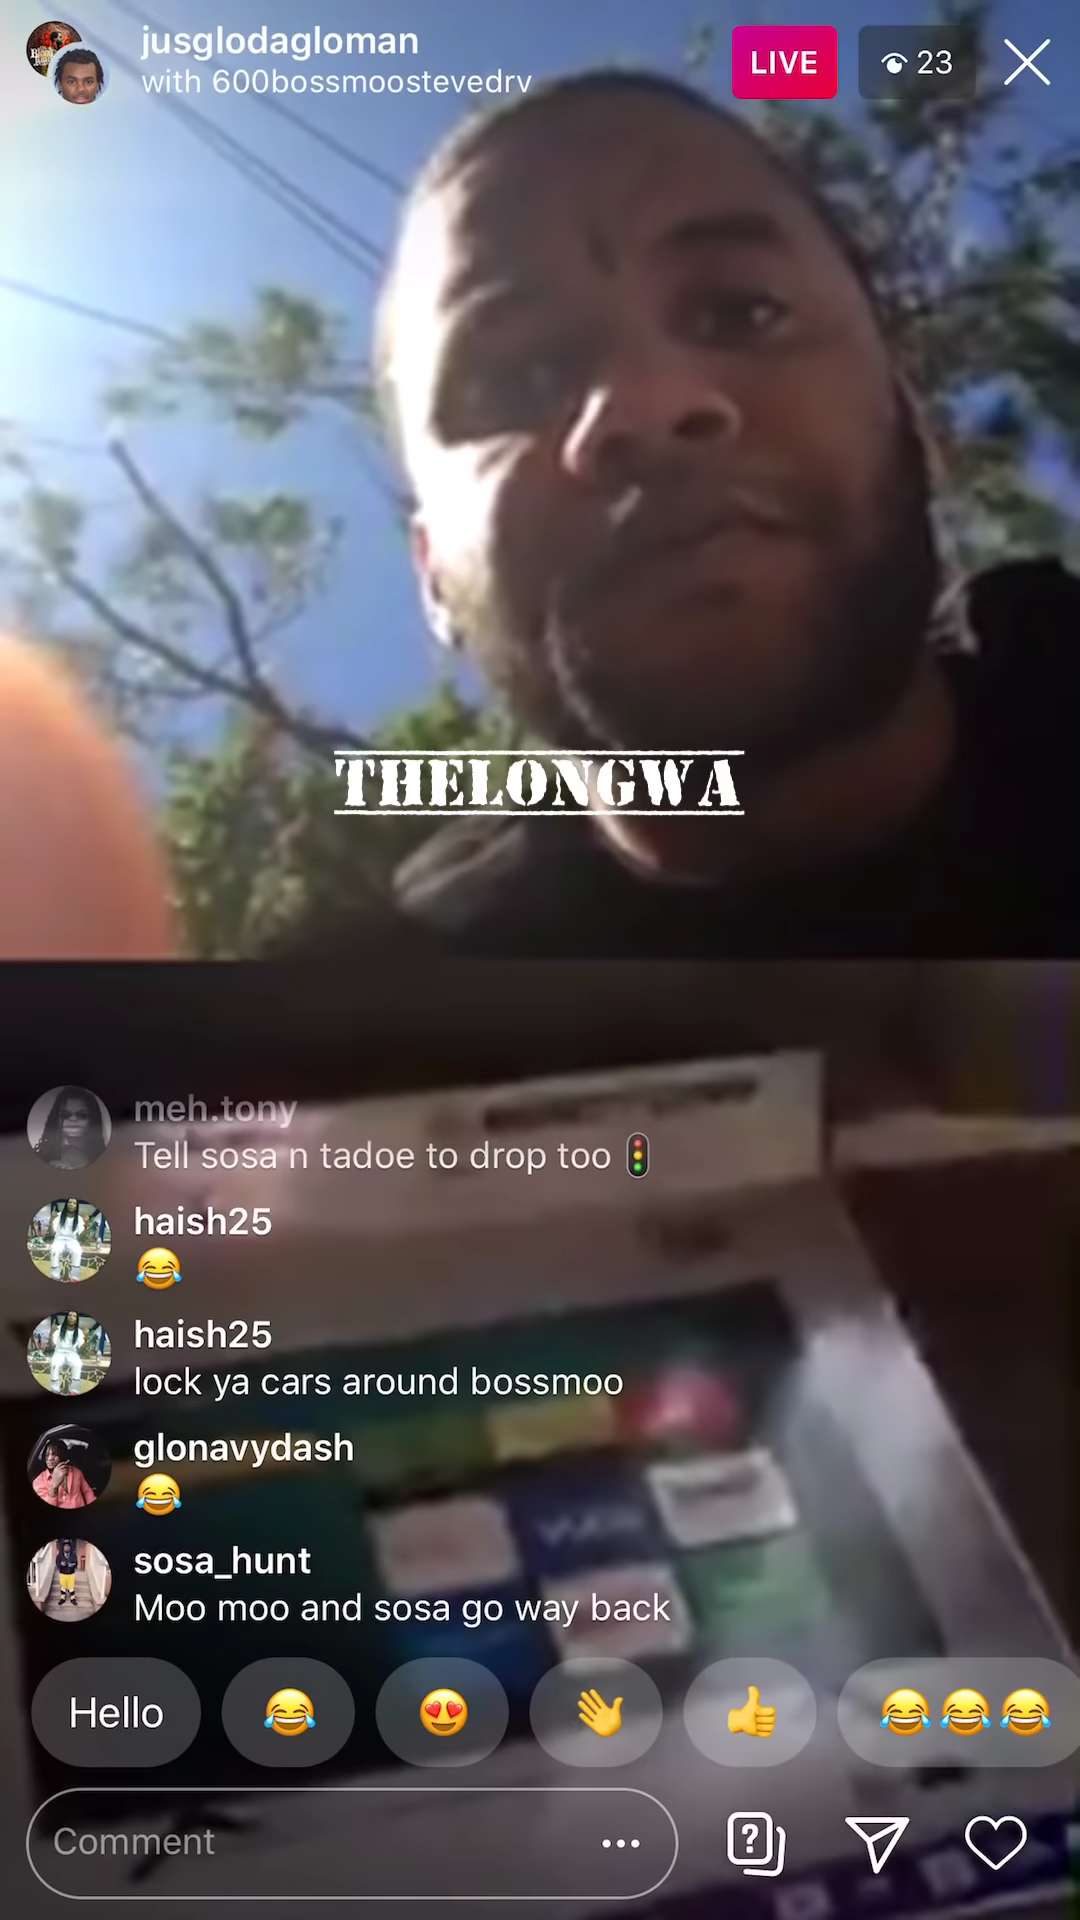 jusglodagloman
with 600bossmoostevedrv
LIVE
23
THELONGWA
meh.tony
Tell sosa n tadoe to drop too 🚦
haish25
😂
haish25
lock ya cars around bossmoo
glonavydash
😂
sosa_hunt
Moo moo and sosa go way back
Hello 😂 😍 👋 👍 😂😂😂
Comment